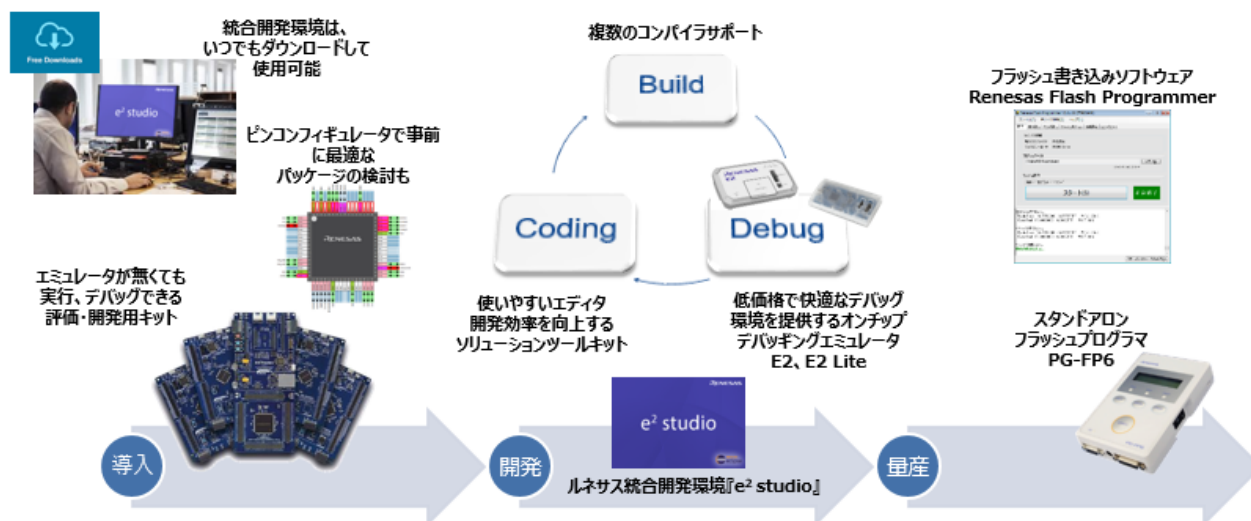 Free Downloads
統合開発環境は、
いつでもダウンロードして
使用可能
e² studio
ピンコンフィギュレータで事前
に最適な
パッケージの検討も
RENESAS
エミュレータが無くても
実行、デバッグできる
評価・開発用キット
導入
複数のコンパイラサポート
Build
Coding
RENESAS
E2
Debug
使いやすいエディタ
開発効率を向上する
ソリューションツールキット
低価格で快適なデバッグ
環境を提供するオンチップ
デバッギングエミュレータ
E2、E2 Lite
RENESAS
e² studio
開発
ルネサス統合開発環境『e² studio』
フラッシュ書き込みソフトウェア
Renesas Flash Programmer
スタート(S)
スタンドアロン
フラッシュプログラマ
PG-FP6
量産